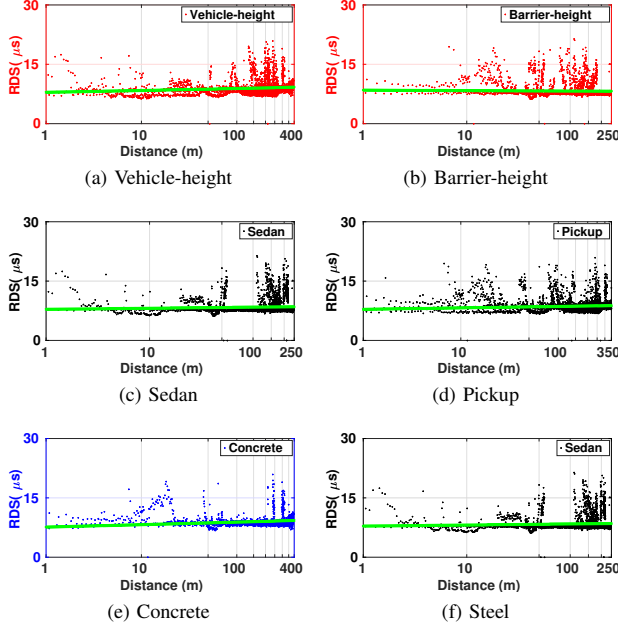 30
15
0
RDS( μs)
Vehicle-height
1 10 100 400
Distance (m)
(a) Vehicle-height
30
15
0
RDS( μs)
Barrier-height
1 10 100 250
Distance (m)
(b) Barrier-height
30
15
0
RDS( μs)
Sedan
1 10 100 250
Distance (m)
(c) Sedan
30
15
0
RDS( μs)
Pickup
1 10 100 350
Distance (m)
(d) Pickup
30
15
0
RDS( μs)
Concrete
1 10 100 400
Distance (m)
(e) Concrete
30
15
0
RDS( μs)
Sedan
1 10 100 250
Distance (m)
(f) Steel